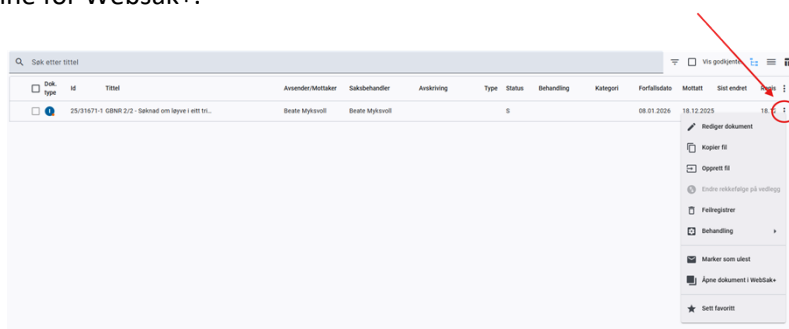 for Websak+.
Søk etter tittel
Vis godkjente
Dok. type Id Tittel Avsender/Mottaker Saksbehandler Avskriving Type Status Behandling Kategori Forfallsdato Mottatt Sist endret
25/31671-1 GBNR 2/2 - Søknad om løyve i eitt tri... Beate Myksvoll Beate Myksvoll S 08.01.2026 18.12.2025 18.
Rediger dokument
Kopier fil
Opprett fil
Endre rekkefølge på vedlegg
Feilregistrer
Behandling
Marker som ulest
Åpne dokument i WebSak+
Sett favoritt